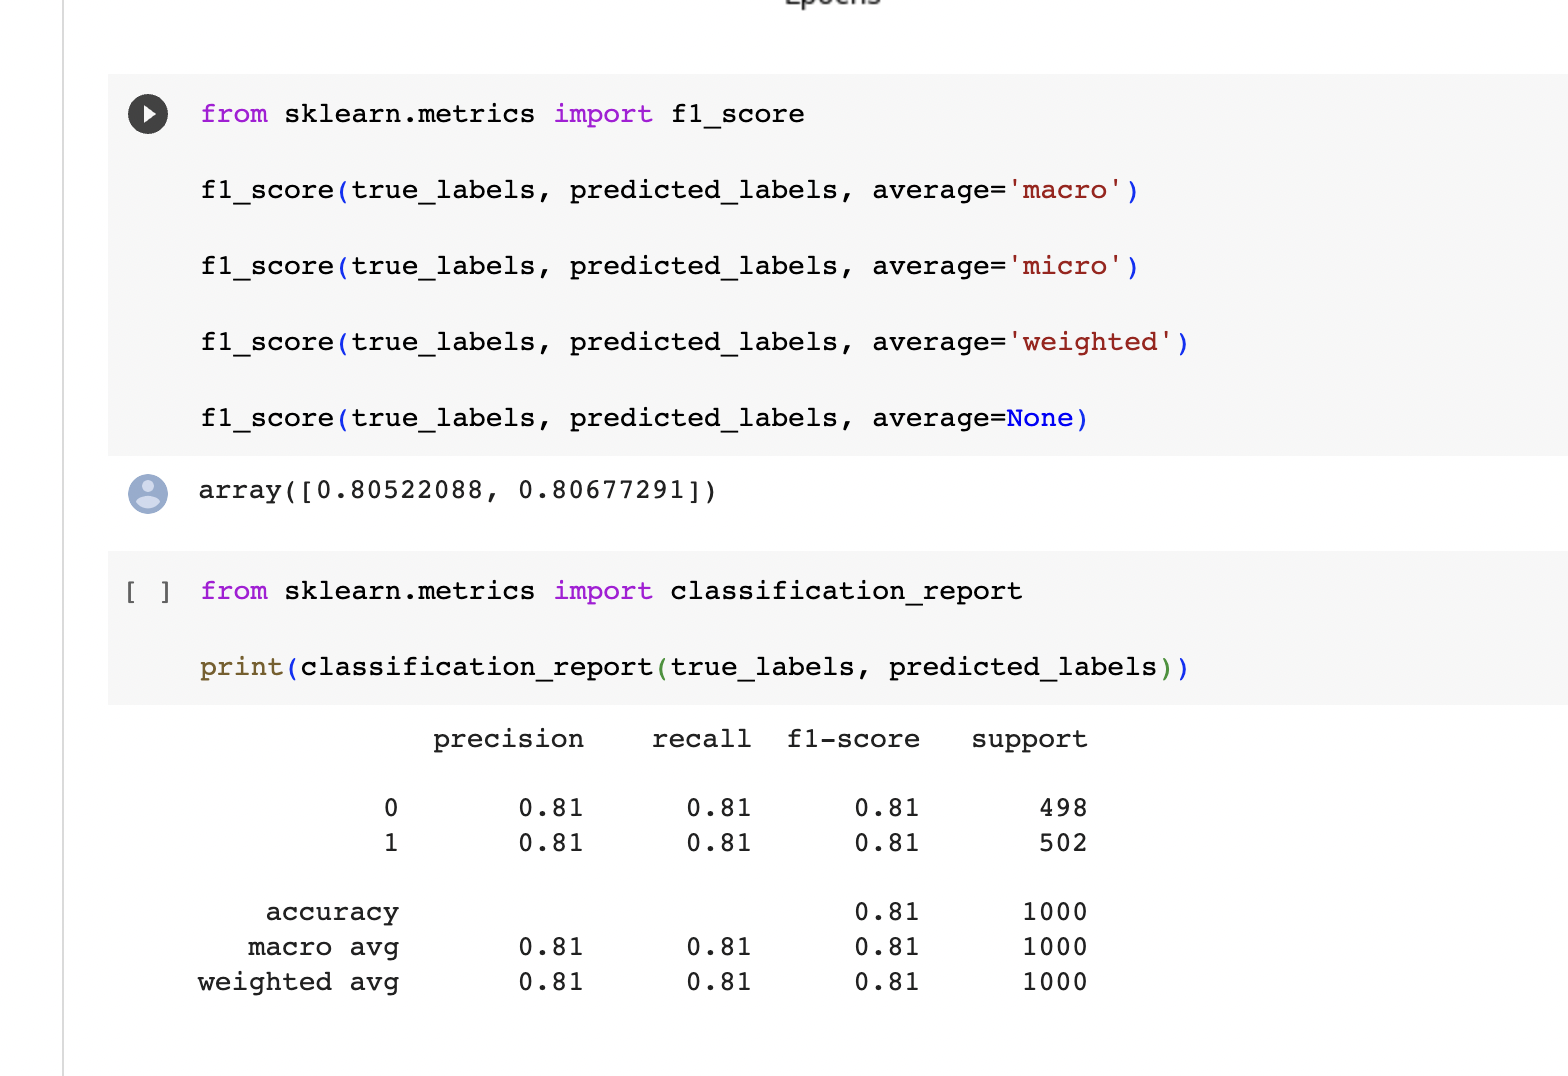 Epochs
from sklearn.metrics import f1_score
f1_score(true_labels, predicted_labels, average='macro')
f1_score(true_labels, predicted_labels, average='micro')
f1_score(true_labels, predicted_labels, average='weighted')
f1_score(true_labels, predicted_labels, average=None)
array([0.80522088, 0.80677291])
[ ] from sklearn.metrics import classification_report
print(classification_report(true_labels, predicted_labels))
precision recall f1-score support
0 0.81 0.81 0.81 498
1 0.81 0.81 0.81 502
accuracy 0.81 1000
macro avg 0.81 0.81 0.81 1000
weighted avg 0.81 0.81 0.81 1000